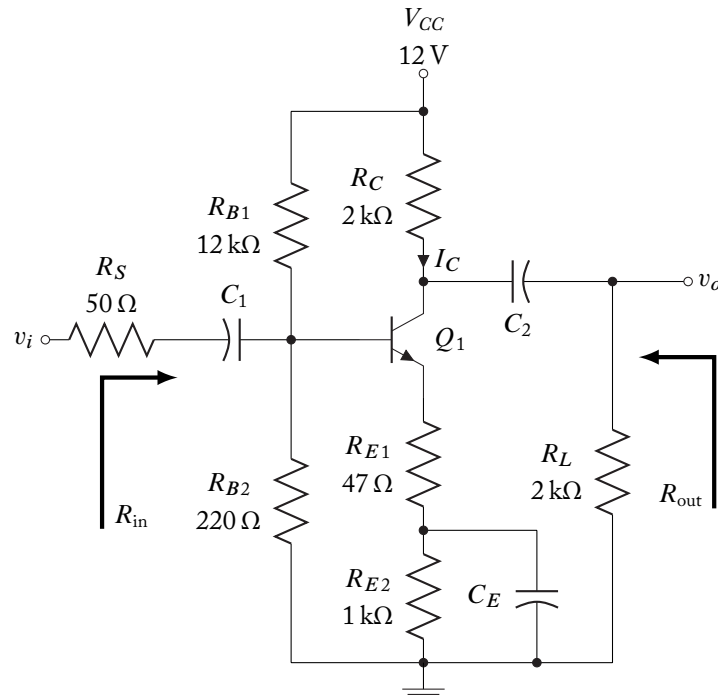 V_CC
12 V
R_C
2 kΩ
R_B1
12 kΩ
I_C
R_S
50 Ω
C_1
v_i
v_o
C_2
Q_1
R_E1
47 Ω
R_L
2 kΩ
R_B2
220 Ω
R_in
R_out
R_E2
1 kΩ
C_E